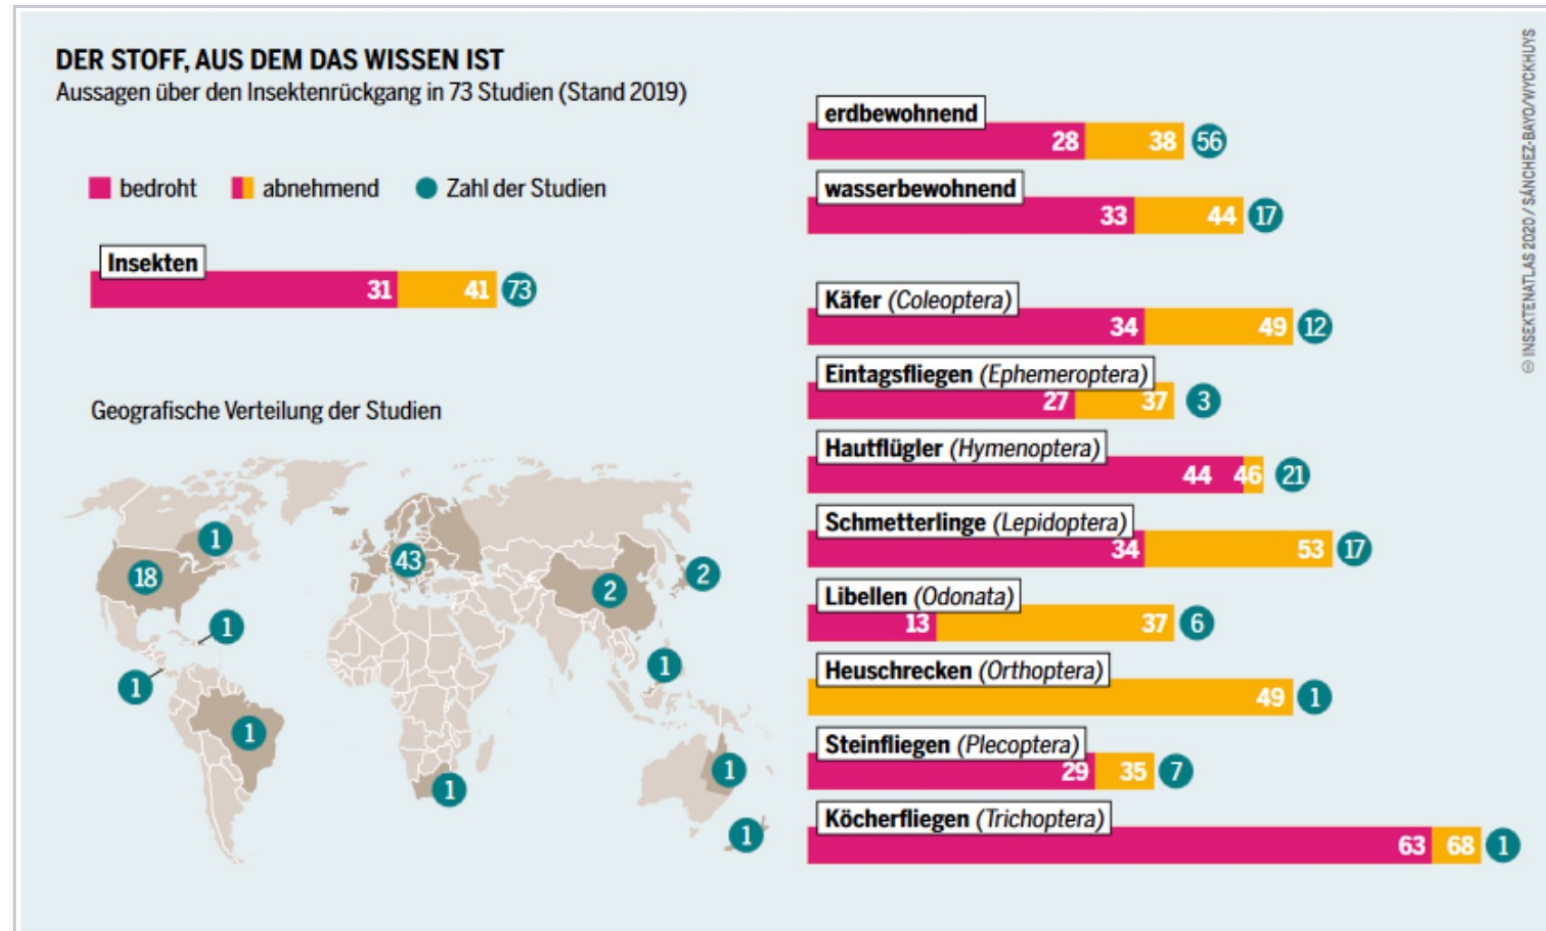 DER STOFF, AUS DEM DAS WISSEN IST
Aussagen über den Insektenrückgang in 73 Studien (Stand 2019)
bedroht
abnehmend
Zahl der Studien
Insekten
31 41 73
Geografische Verteilung der Studien
1
18
43
2
2
1
1
1
1
1
1
1
erdbewohnend
28 38 56
wasserbewohnend
33 44 17
Käfer (Coleoptera)
34 49 12
Eintagsfliegen (Ephemeroptera)
27 37 3
Hautflügler (Hymenoptera)
44 46 21
Schmetterlinge (Lepidoptera)
34 53 17
Libellen (Odonata)
13 37 6
Heuschrecken (Orthoptera)
49 1
Steinfliegen (Plecoptera)
29 35 7
Köcherfliegen (Trichoptera)
63 68 1
© INSEKTENATLAS 2020 / SÁNCHEZ-BAYO/WYCKHUYS